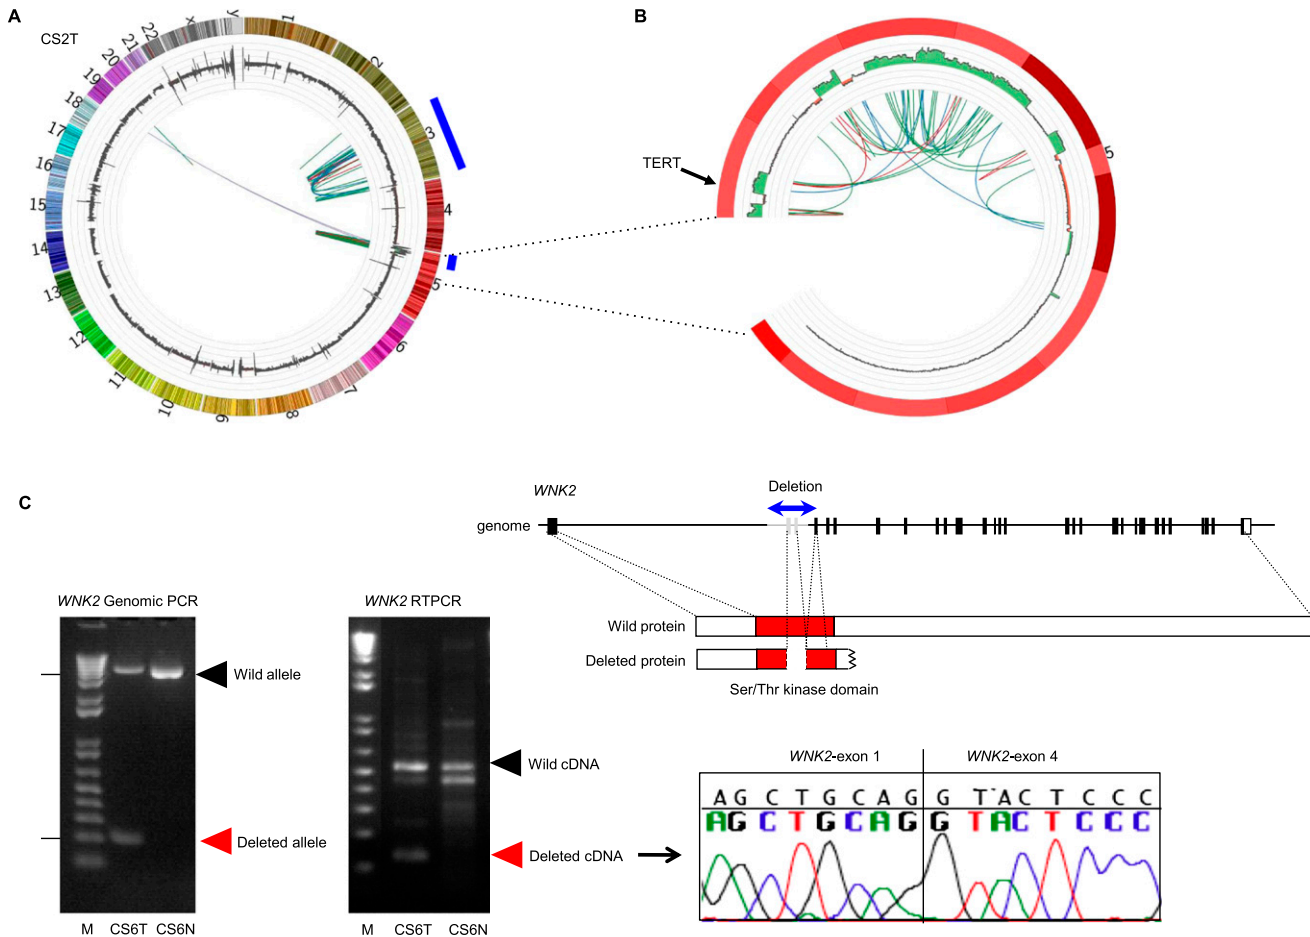 A
CS2T
1
2
3
4
5
6
7
8
9
10
11
12
13
14
15
16
17
18
19
20
21
22
x
y
B
TERT
5
C
WNK2
Deletion
genome
Wild protein
Deleted protein
Ser/Thr kinase domain
WNK2 Genomic PCR
Wild allele
Deleted allele
M CS6T CS6N
WNK2 RTPCR
Wild cDNA
Deleted cDNA
M CS6T CS6N
WNK2-exon 1 WNK2-exon 4
A G C T G C A G G T A C T C C C
A G C T G C A G G T A C T C C C